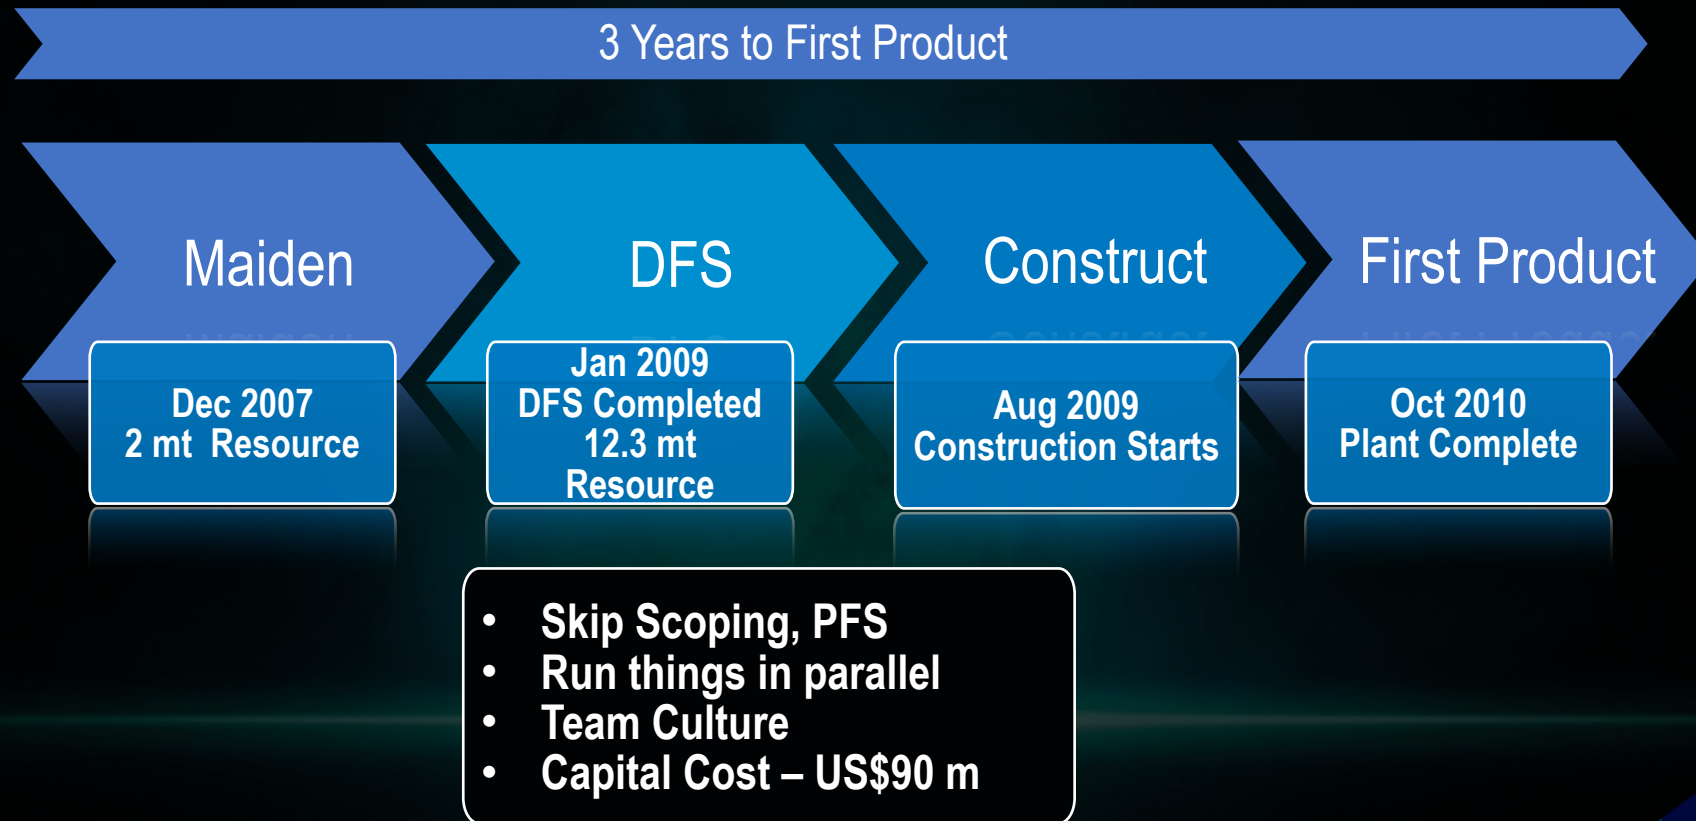 3 Years to First Product
Maiden
DFS
Construct
First Product
Dec 2007
2 mt Resource
Jan 2009
DFS Completed
12.3 mt
Resource
Aug 2009
Construction Starts
Oct 2010
Plant Complete
• Skip Scoping, PFS
• Run things in parallel
• Team Culture
• Capital Cost – US$90 m